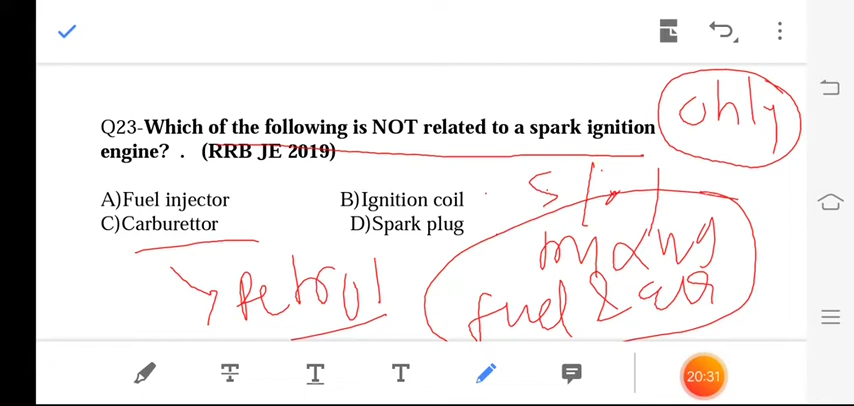 Q23-Which of the following is NOT related to a spark ignition
engine? . (RRB JE 2019)
only
A)Fuel injector B)Ignition coil
C)Carburettor D)Spark plug
mixing
Petrol
fuel & air
T T T
20:31